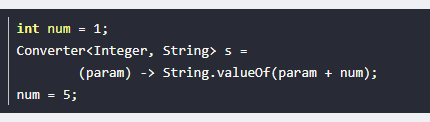 int num = 1;
Converter<Integer, String> s =
        (param) -> String.valueOf(param + num);
num = 5;